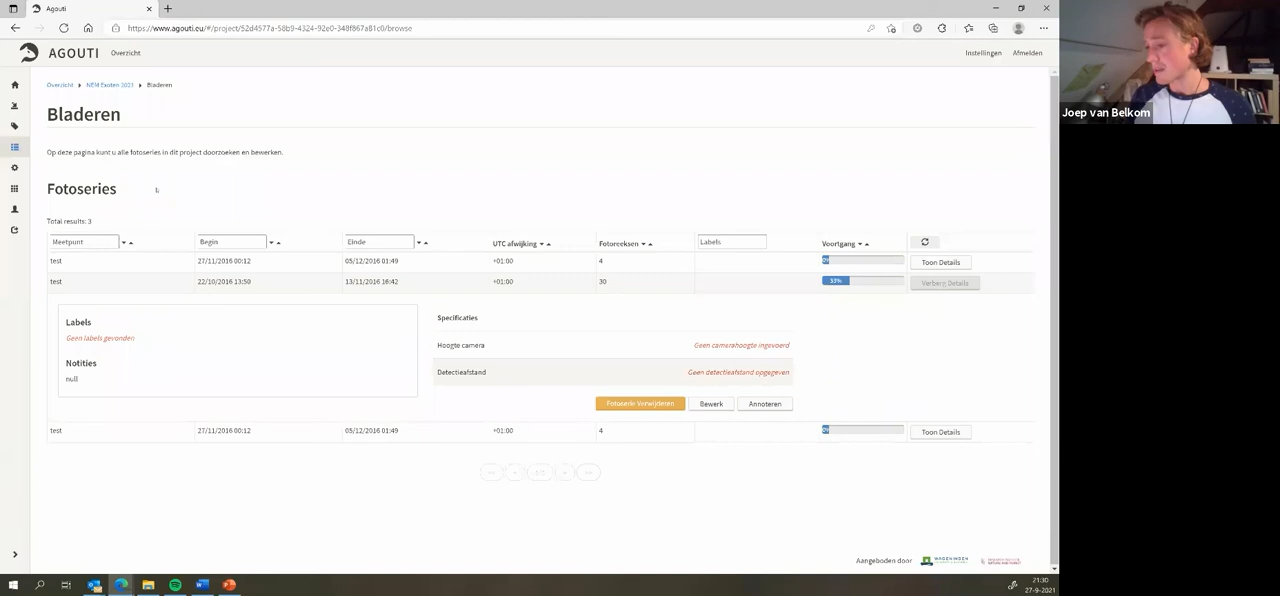 Agouti
https://www.agouti.eu/#/project/52d4577a-58b9-4324-92e0-348f867a81c0/browse
AGOUTI Overzicht Instellingen Afmelden
Overzicht NEM Exoten 2021 Bladeren
Bladeren
Op deze pagina kunt u alle fotoseries in dit project doorzoeken en bewerken.
Fotoseries
Total results: 3
Meetpunt Begin Einde UTC afwijking Fotoreeksen Labels Voortgang
test 27/11/2016 00:12 05/12/2016 01:49 +01:00 4 Toon Details
test 22/10/2016 13:50 13/11/2016 16:42 +01:00 30 33% Verberg Details
Labels
Geen labels gevonden
Notities
null
Specificaties
Hoogte camera Geen camerahoogte ingevoerd
Detectieafstand Geen detectieafstand opgegeven
Fotoserie Verwijderen Bewerk Annoteren
test 27/11/2016 00:12 05/12/2016 01:49 +01:00 4 Toon Details
Aangeboden door WAGENINGEN
21:30
27-9-2021
Joep van Belkom